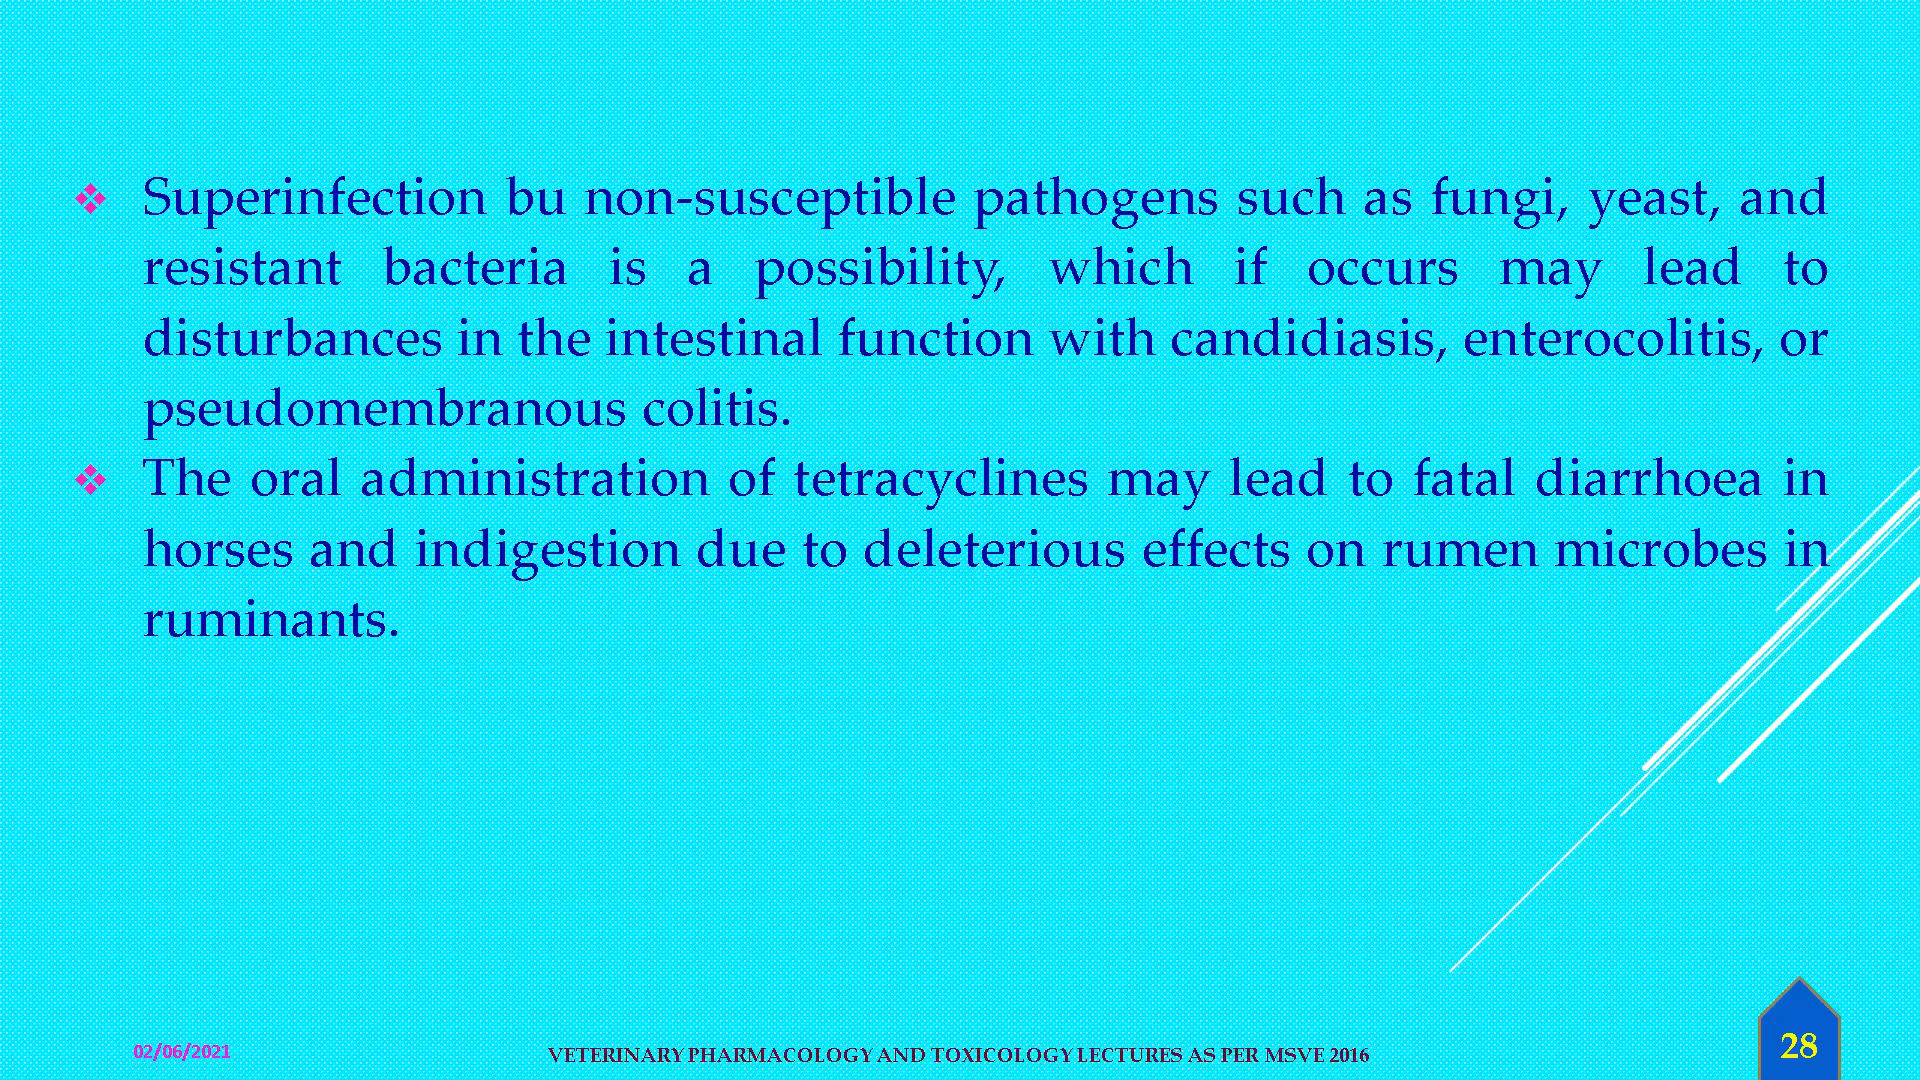 Superinfection bu non-susceptible pathogens such as fungi, yeast, and
resistant bacteria is a possibility, which if occurs may lead to
disturbances in the intestinal function with candidiasis, enterocolitis, or
pseudomembranous colitis.
The oral administration of tetracyclines may lead to fatal diarrhoea in
horses and indigestion due to deleterious effects on rumen microbes in
ruminants.
02/06/2021
VETERINARY PHARMACOLOGY AND TOXICOLOGY LECTURES AS PER MSVE 2016
28